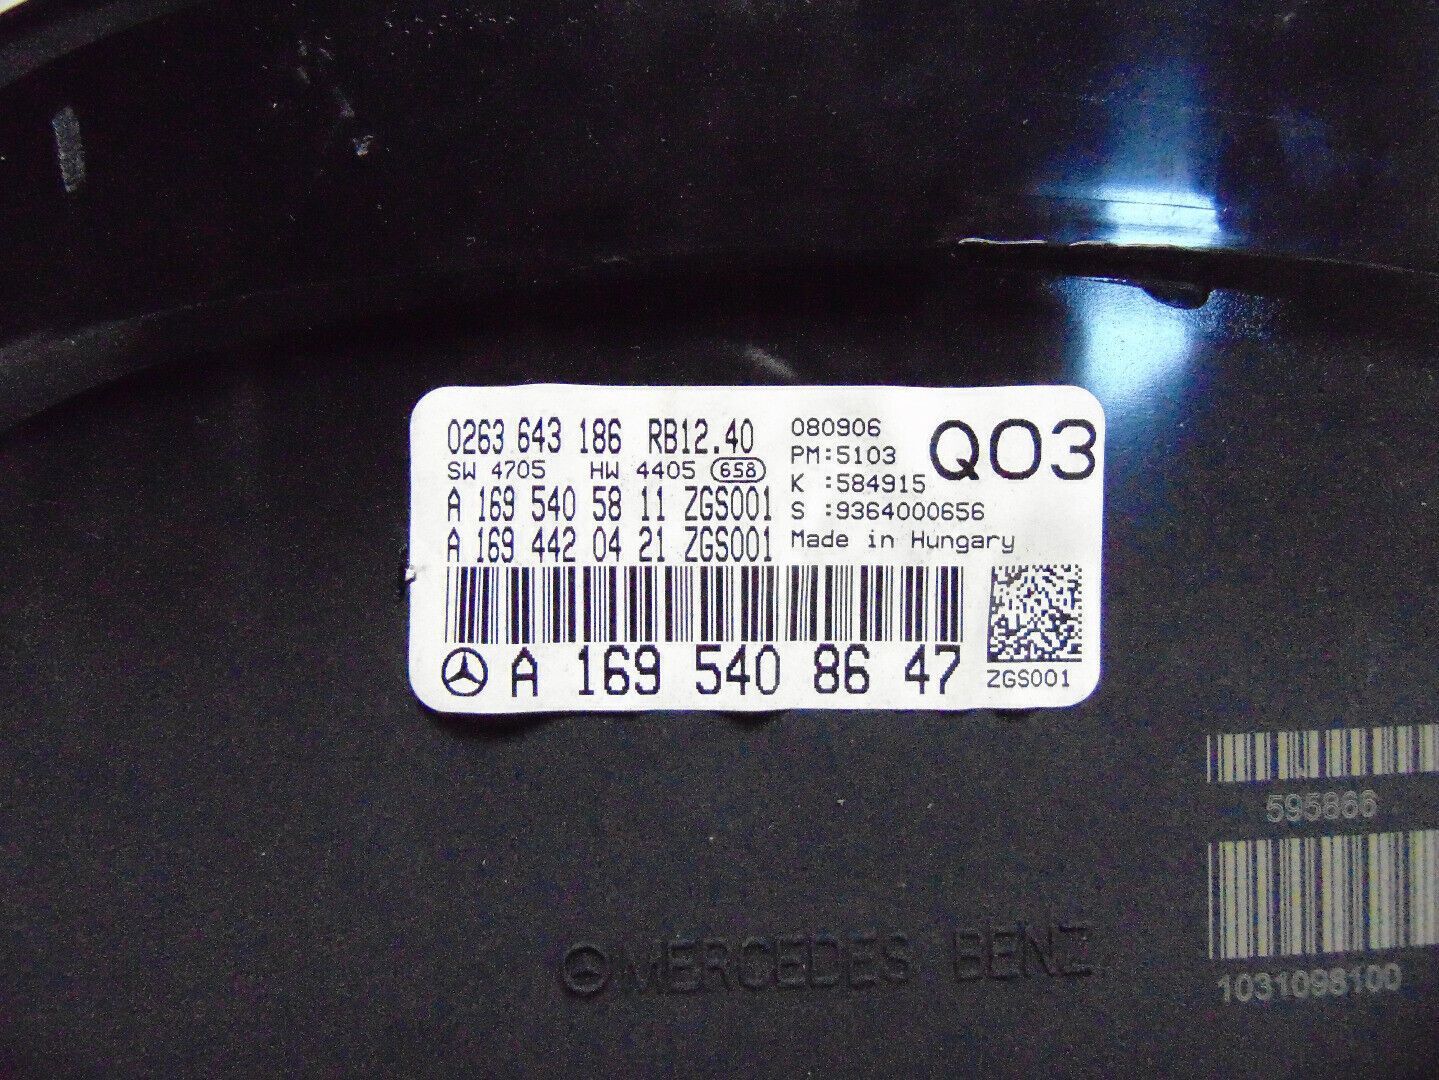 0263 643 186 RB12.40
SW 4705 HW 4405 658
A 169 540 58 11 ZGS001
A 169 442 04 21 ZGS001
080906
PM:5103
K :584915
S :9364000656
Made in Hungary
Q03
A 169 540 86 47
ZGS001
595866
1031098100
MERCEDES BENZ